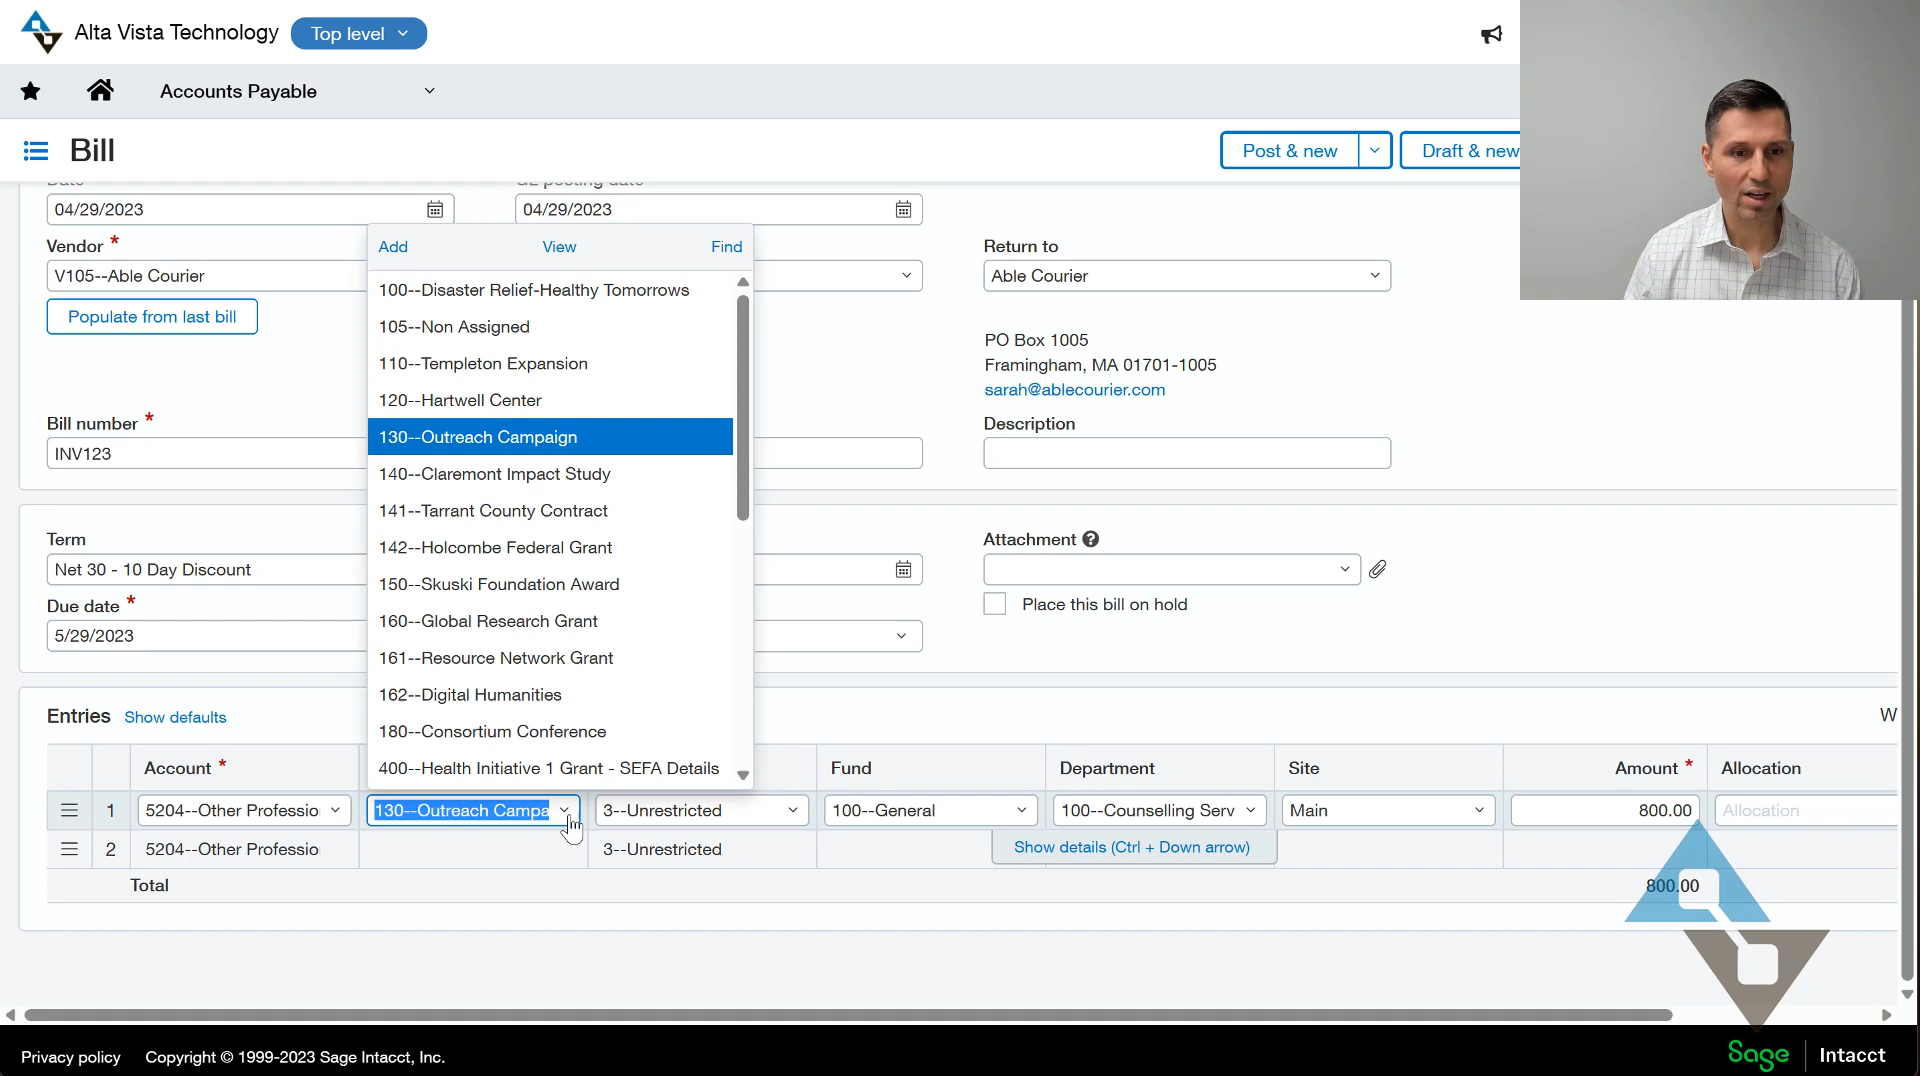 Alta Vista Technology
Top level
Accounts Payable
Bill
Post & new
Draft & new
04/29/2023
04/29/2023
Vendor *
Return to
V105--Able Courier
Able Courier
Populate from last bill
PO Box 1005
Framingham, MA 01701-1005
sarah@ablecourier.com
Bill number *
Description
INV123
Term
Attachment ?
Net 30 - 10 Day Discount
Place this bill on hold
Due date *
5/29/2023
Add
View
Find
100--Disaster Relief-Healthy Tomorrows
105--Non Assigned
110--Templeton Expansion
120--Hartwell Center
130--Outreach Campaign
140--Claremont Impact Study
141--Tarrant County Contract
142--Holcombe Federal Grant
150--Skuski Foundation Award
160--Global Research Grant
161--Resource Network Grant
162--Digital Humanities
180--Consortium Conference
400--Health Initiative 1 Grant - SEFA Details
Entries Show defaults
W
Account *
Fund
Department
Site
Amount *
Allocation
1 5204--Other Professio 130--Outreach Campa 3--Unrestricted 100--General 100--Counselling Serv Main 800.00 Allocation
2 5204--Other Professio 3--Unrestricted
Show details (Ctrl + Down arrow)
Total 800.00
Privacy policy Copyright © 1999-2023 Sage Intacct, Inc.
Sage Intacct